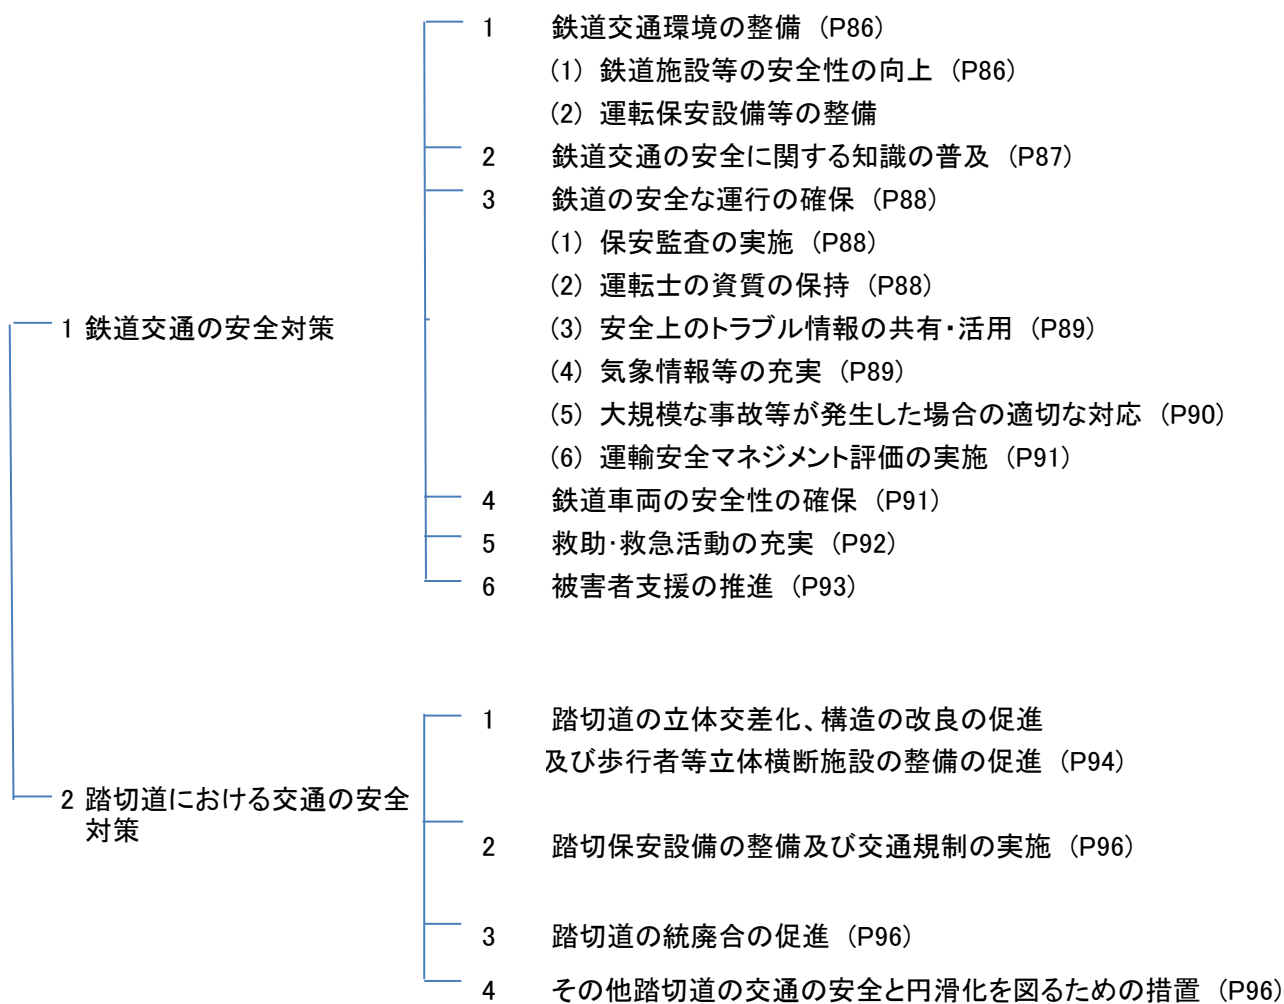 1 鉄道交通の安全対策
1 鉄道交通環境の整備 (P86)
(1) 鉄道施設等の安全性の向上 (P86)
(2) 運転保安設備等の整備
2 鉄道交通の安全に関する知識の普及 (P87)
3 鉄道の安全な運行の確保 (P88)
(1) 保安監査の実施 (P88)
(2) 運転士の資質の保持 (P88)
(3) 安全上のトラブル情報の共有・活用 (P89)
(4) 気象情報等の充実 (P89)
(5) 大規模な事故等が発生した場合の適切な対応 (P90)
(6) 運輸安全マネジメント評価の実施 (P91)
4 鉄道車両の安全性の確保 (P91)
5 救助・救急活動の充実 (P92)
6 被害者支援の推進 (P93)
2 踏切道における交通の安全
対策
1 踏切道の立体交差化、構造の改良の促進
及び歩行者等立体横断施設の整備の促進 (P94)
2 踏切保安設備の整備及び交通規制の実施 (P96)
3 踏切道の統廃合の促進 (P96)
4 その他踏切道の交通の安全と円滑化を図るための措置 (P96)